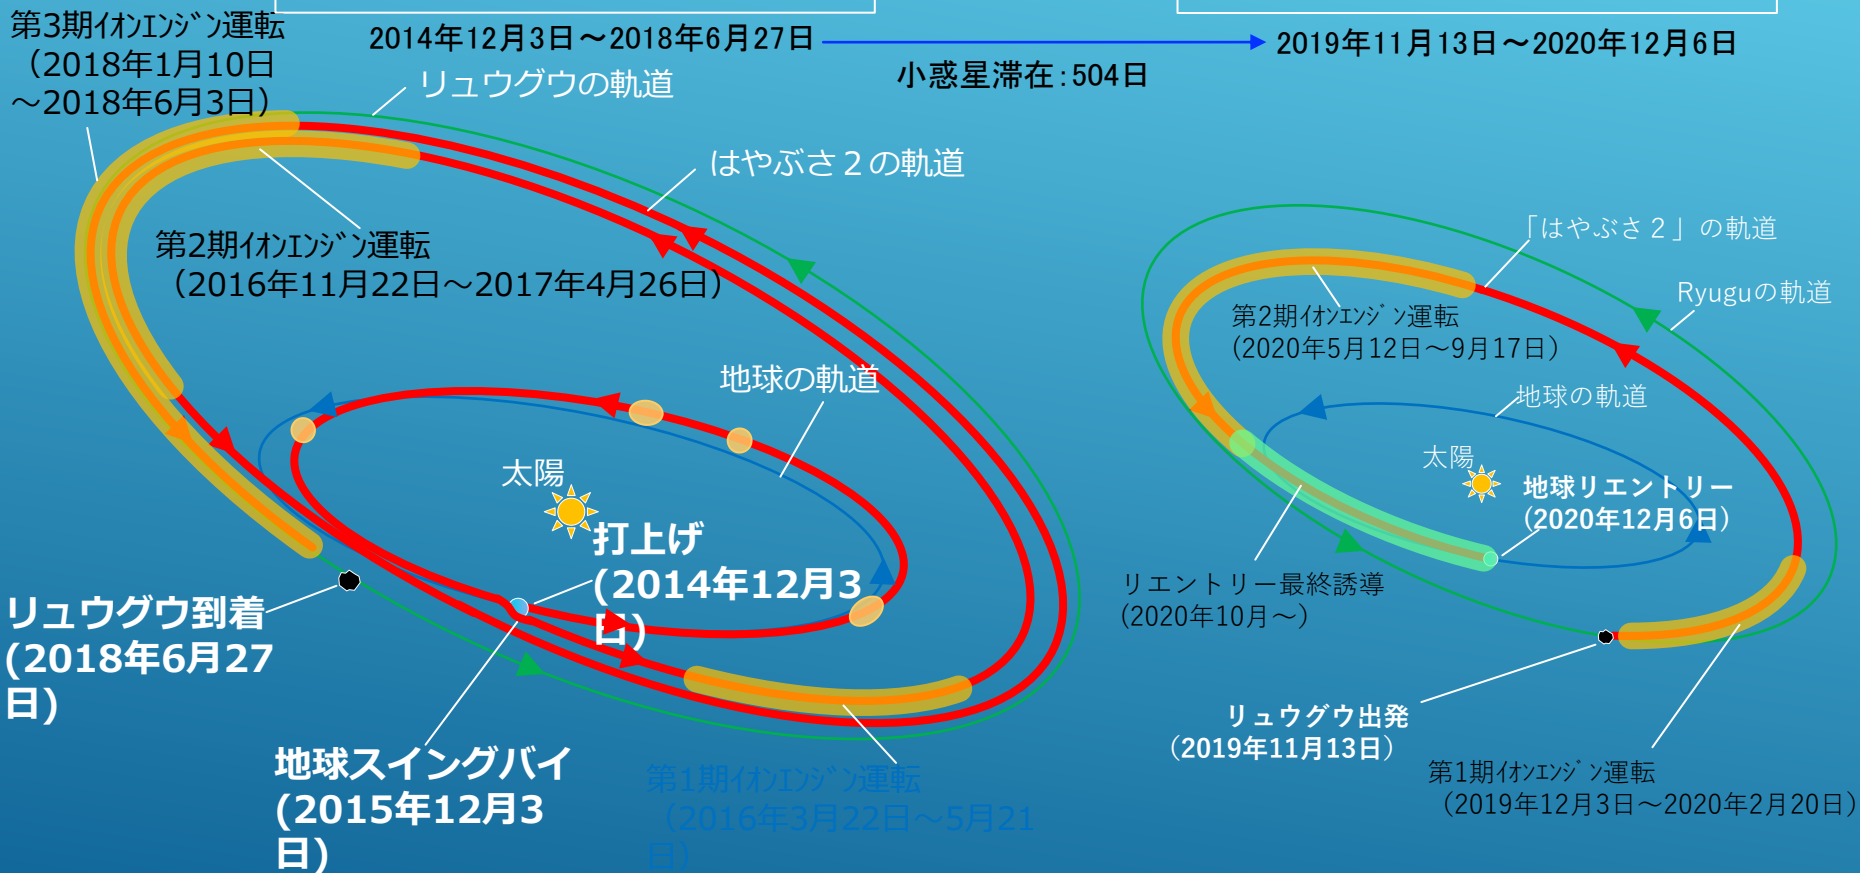 2014年12月3日～2018年6月27日
小惑星滞在：504日
2019年11月13日～2020年12月6日
第3期ｲｵﾝｴﾝｼﾞﾝ運転
（2018年1月10日
～2018年6月3日）
リュウグウの軌道
はやぶさ２の軌道
第2期ｲｵﾝｴﾝｼﾞﾝ運転
（2016年11月22日～2017年4月26日）
地球の軌道
太陽
打上げ
(2014年12月3
日)
リュウグウ到着
(2018年6月27
日)
地球スイングバイ
(2015年12月3
日)
第1期ｲｵﾝｴﾝｼﾞﾝ運転
（2016年3月22日～5月21
日）
「はやぶさ２」の軌道
Ryuguの軌道
第2期ｲｵﾝｴﾝｼﾞﾝ運転
(2020年5月12日～9月17日)
地球の軌道
太陽
地球リエントリー
(2020年12月6日)
リエントリー最終誘導
(2020年10月～)
リュウグウ出発
(2019年11月13日)
第1期ｲｵﾝｴﾝｼﾞﾝ運転
（2019年12月3日～2020年2月20日）